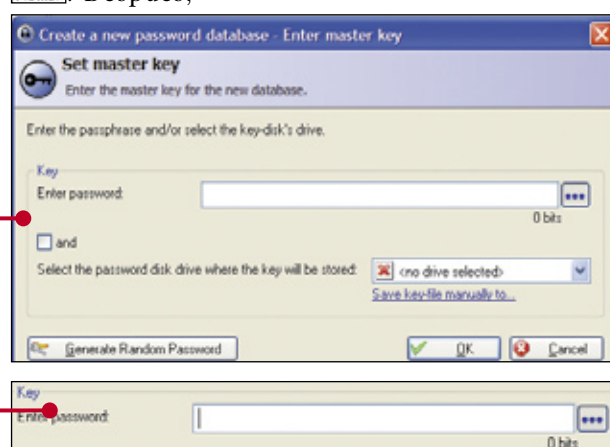 Después,
Create a new password database - Enter master key
Set master key
Enter the master key for the new database.
Enter the passphrase and/or select the key-disk's drive.
Key
Enter password:
0 bits
and
Select the password disk drive where the key will be stored:
<no drive selected>
Save key-file manually to...
Generate Random Password
OK
Cancel
Key
Enter password:
0 bits